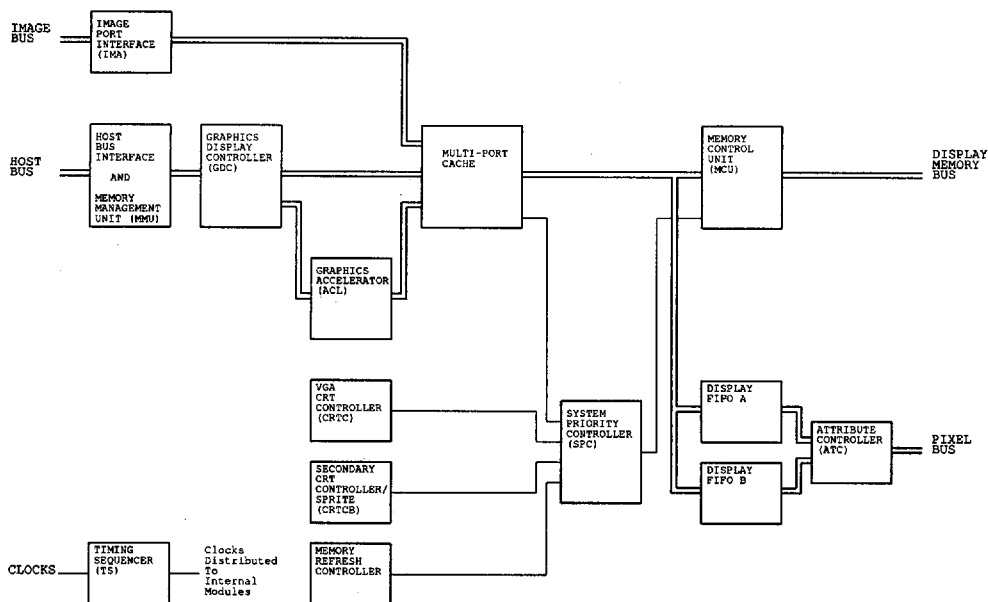 IMAGE
BUS
IMAGE
PORT
INTERFACE
(IMA)
HOST
BUS
HOST
BUS
INTERFACE
AND
MEMORY
MANAGEMENT
UNIT (MMU)
GRAPHICS
DISPLAY
CONTROLLER
(GDC)
MULTI-PORT
CACHE
MEMORY
CONTROL
UNIT
(MCU)
DISPLAY
MEMORY
BUS
GRAPHICS
ACCELERATOR
(ACL)
VGA
CRT
CONTROLLER
(CRTC)
SYSTEM
PRIORITY
CONTROLLER
(SPC)
DISPLAY
FIFO A
ATTRIBUTE
CONTROLLER
(ATC)
PIXEL
BUS
SECONDARY
CRT
CONTROLLER/
SPRITE
(CRTCB)
DISPLAY
FIFO B
CLOCKS
TIMING
SEQUENCER
(TS)
Clocks
Distributed
To
Internal
Modules
MEMORY
REFRESH
CONTROLLER